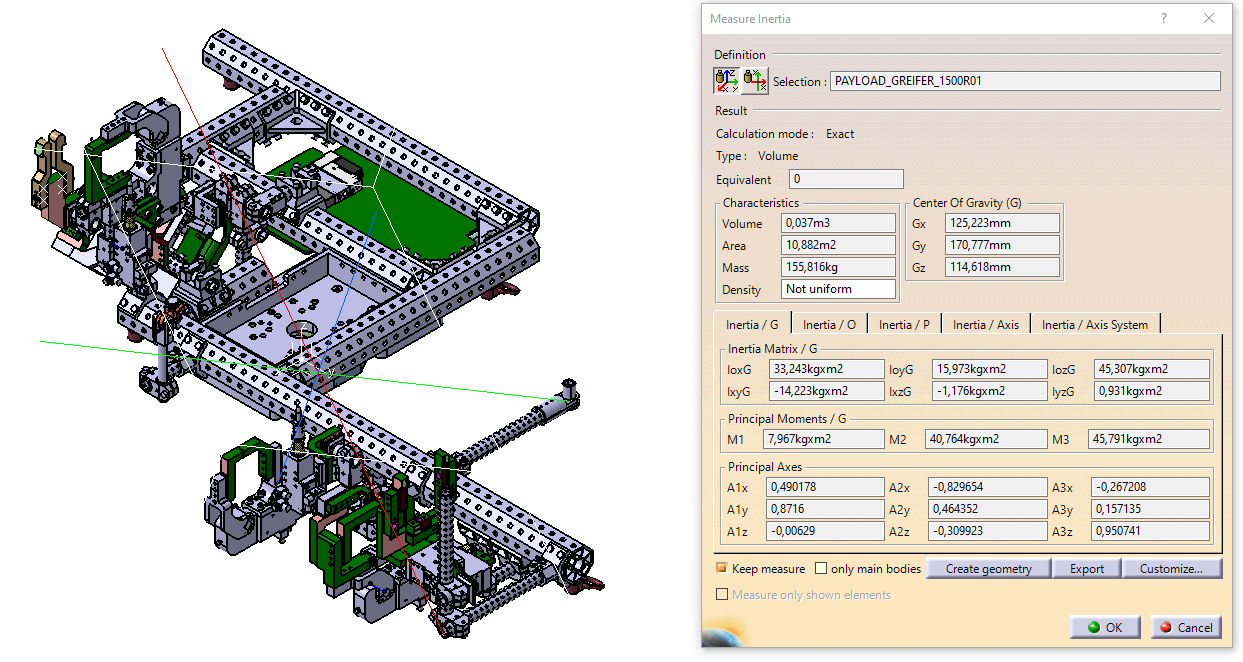 Measure Inertia ?
Definition
Selection : PAYLOAD_GREIFER_1500R01
Result
Calculation mode : Exact
Type : Volume
Equivalent 0
Characteristics Center Of Gravity (G)
Volume 0,037m3 Gx 125,223mm
Area 10,882m2 Gy 170,777mm
Mass 155,816kg Gz 114,618mm
Density Not uniform
Inertia / G Inertia / O Inertia / P Inertia / Axis Inertia / Axis System
Inertia Matrix / G
IoxG 33,243kgxm2 IoyG 15,973kgxm2 IozG 45,307kgxm2
IxyG -14,223kgxm2 IxzG -1,176kgxm2 IyzG 0,931kgxm2
Principal Moments / G
M1 7,967kgxm2 M2 40,764kgxm2 M3 45,791kgxm2
Principal Axes
A1x 0,490178 A2x -0,829654 A3x -0,267208
A1y 0,8716 A2y 0,464352 A3y 0,157135
A1z -0,00629 A2z -0,309923 A3z 0,950741
Keep measure only main bodies Create geometry Export Customize...
Measure only shown elements
OK Cancel